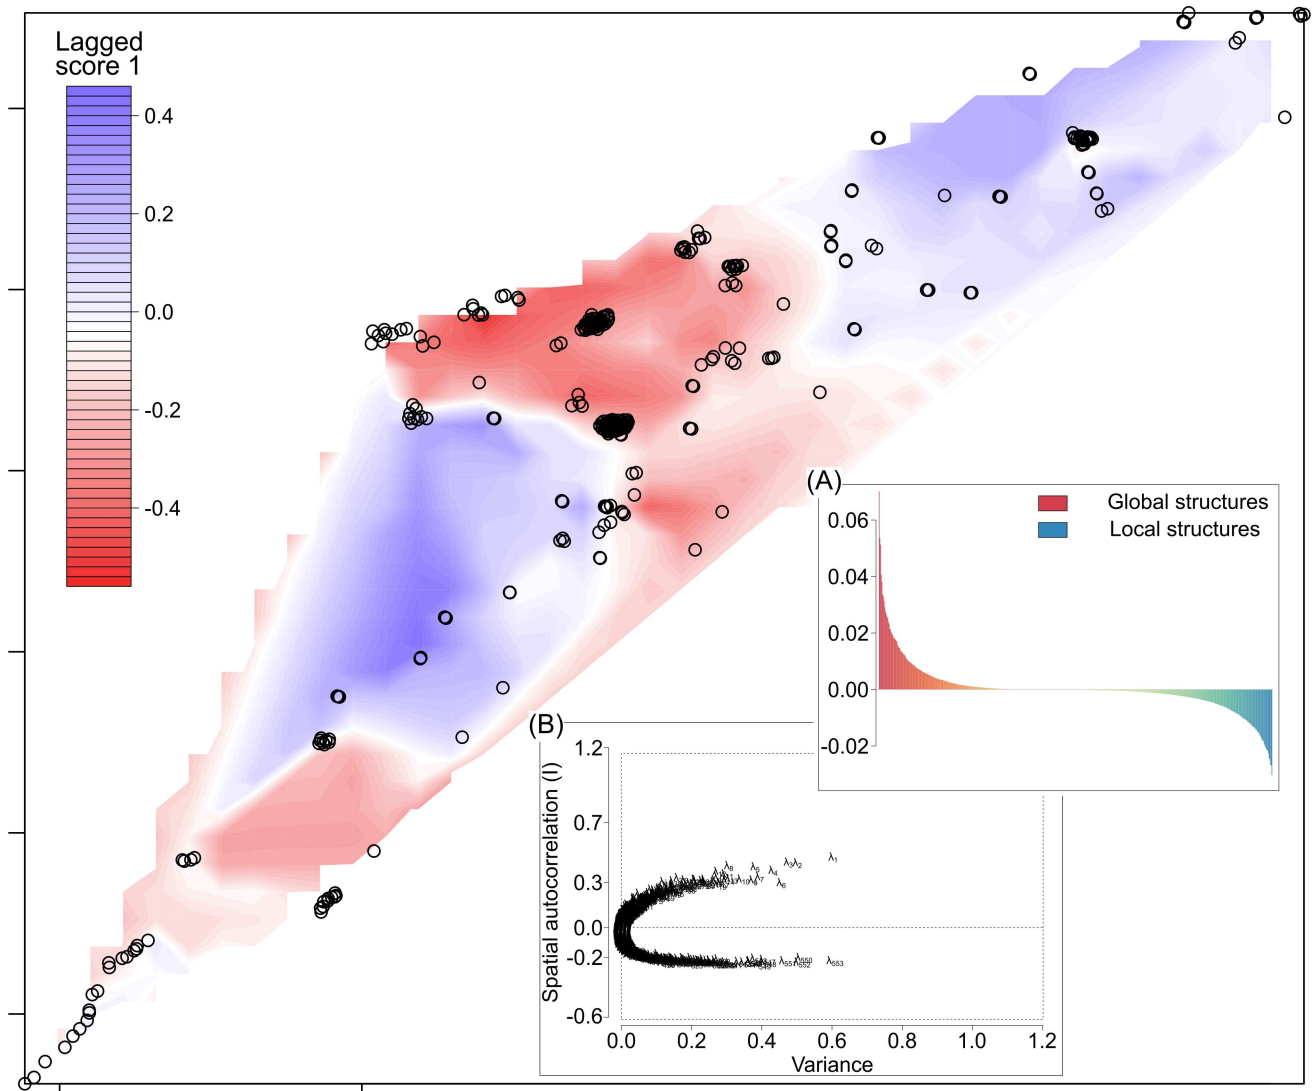 Lagged
score 1
0.4
0.2
0.0
-0.2
-0.4
(A)
Global structures
Local structures
0.06
0.04
0.02
0.00
-0.02
(B)
Spatial autocorrelation (I)
1.2
0.7
0.3
0.0
-0.2
-0.6
λ8
λ5
λ3
λ2
λ1
λ4
λ7
λ6
λ550
λ552
λ553
0.0 0.2 0.4 0.6 0.8 1.0 1.2
Variance